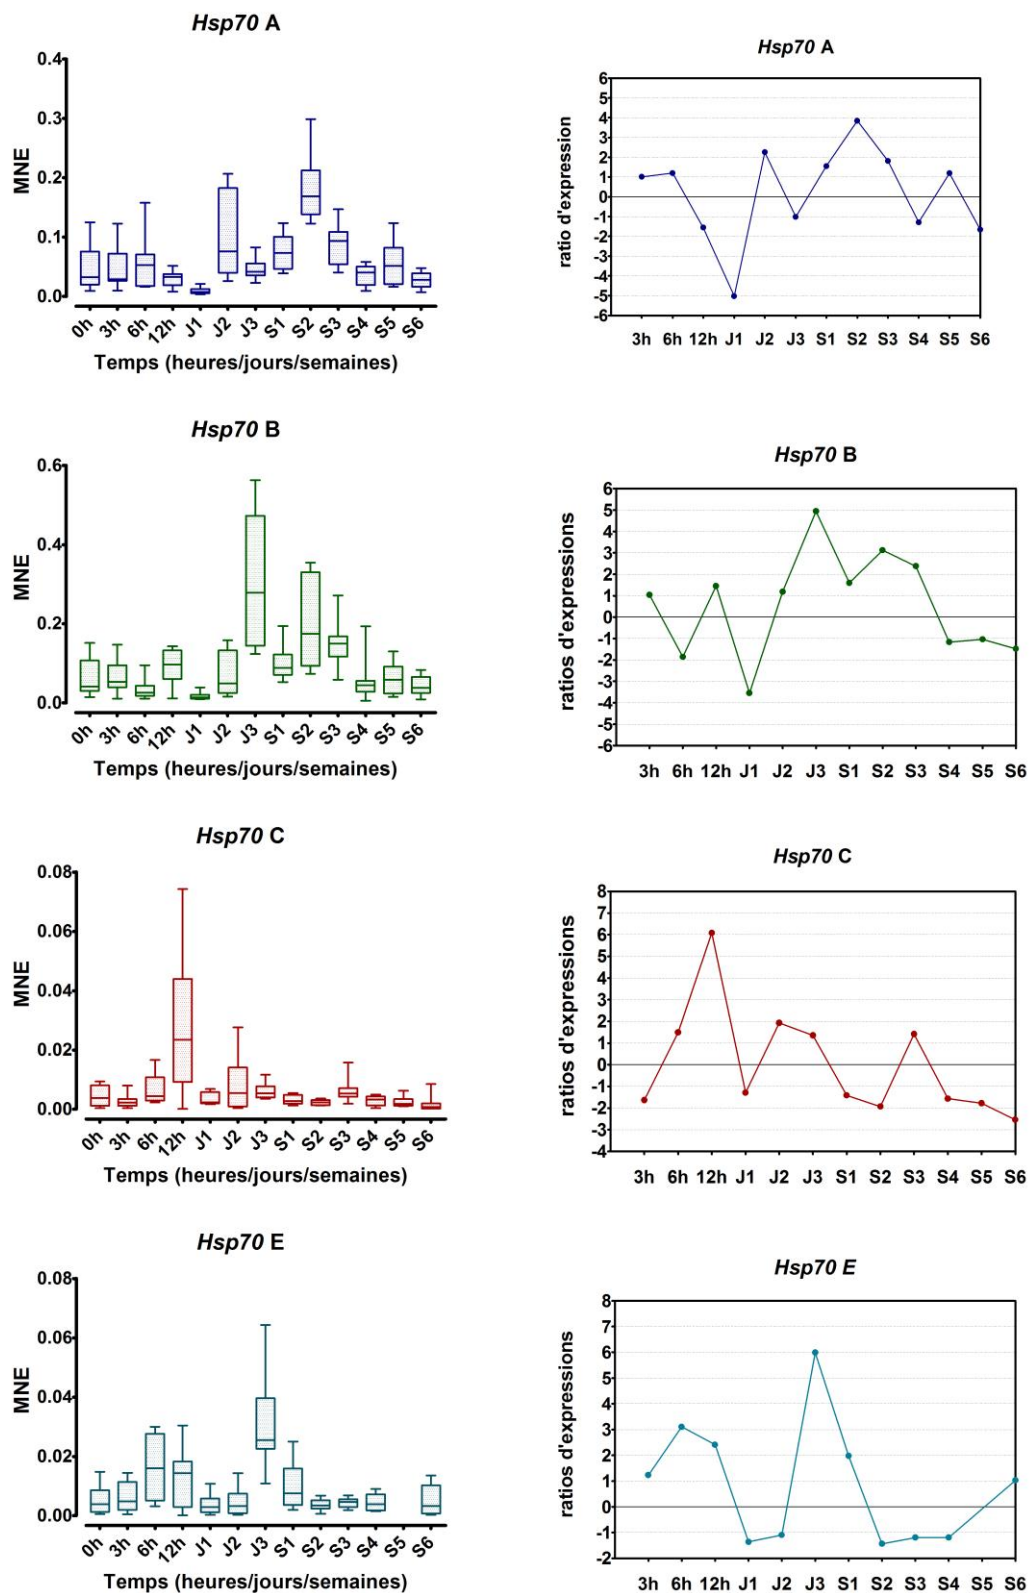 Hsp70 A
0.4
0.3
0.2
0.1
0.0
MNE
0h 3h 6h 12h J1 J2 J3 S1 S2 S3 S4 S5 S6
Temps (heures/jours/semaines)
Hsp70 A
6
5
4
3
2
1
0
-1
-2
-3
-4
-5
-6
ratio d'expression
3h 6h 12h J1 J2 J3 S1 S2 S3 S4 S5 S6
Hsp70 B
0.6
0.4
0.2
0.0
MNE
0h 3h 6h 12h J1 J2 J3 S1 S2 S3 S4 S5 S6
Temps (heures/jours/semaines)
Hsp70 B
6
5
4
3
2
1
0
-1
-2
-3
-4
-5
-6
ratios d'expressions
3h 6h 12h J1 J2 J3 S1 S2 S3 S4 S5 S6
Hsp70 C
0.08
0.06
0.04
0.02
0.00
MNE
0h 3h 6h 12h J1 J2 J3 S1 S2 S3 S4 S5 S6
Temps (heures/jours/semaines)
Hsp70 C
8
7
6
5
4
3
2
1
0
-1
-2
-3
-4
ratios d'expressions
3h 6h 12h J1 J2 J3 S1 S2 S3 S4 S5 S6
Hsp70 E
0.08
0.06
0.04
0.02
0.00
MNE
0h 3h 6h 12h J1 J2 J3 S1 S2 S3 S4 S5 S6
Temps (heures/jours/semaines)
Hsp70 E
8
7
6
5
4
3
2
1
0
-1
-2
ratios d'expressions
3h 6h 12h J1 J2 J3 S1 S2 S3 S4 S5 S6